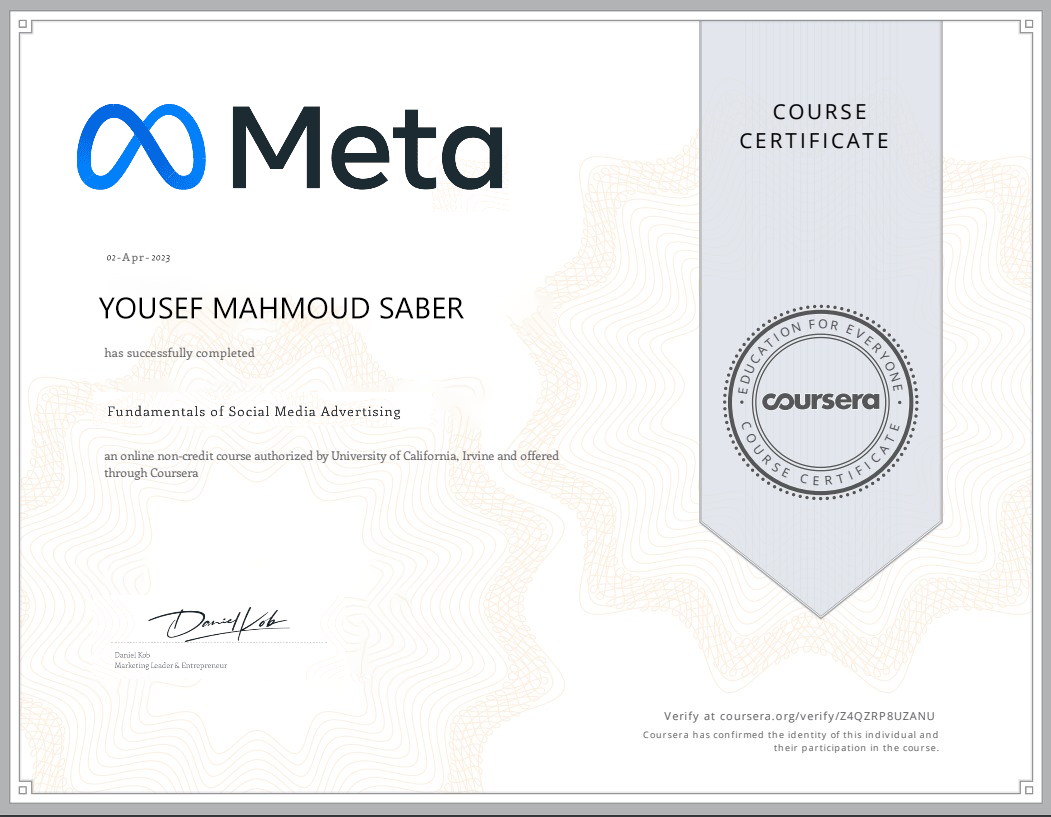 Meta
COURSE
CERTIFICATE
02-Apr-2023
YOUSEF MAHMOUD SABER
has successfully completed
Fundamentals of Social Media Advertising
an online non-credit course authorized by University of California, Irvine and offered
through Coursera
EDUCATION FOR EVERYONE
coursera
COURSE CERTIFICATE
Daniel Kob
Daniel Kob
Marketing Leader & Entrepreneur
Verify at coursera.org/verify/Z4QZRP8UZANU
Coursera has confirmed the identity of this individual and
their participation in the course.